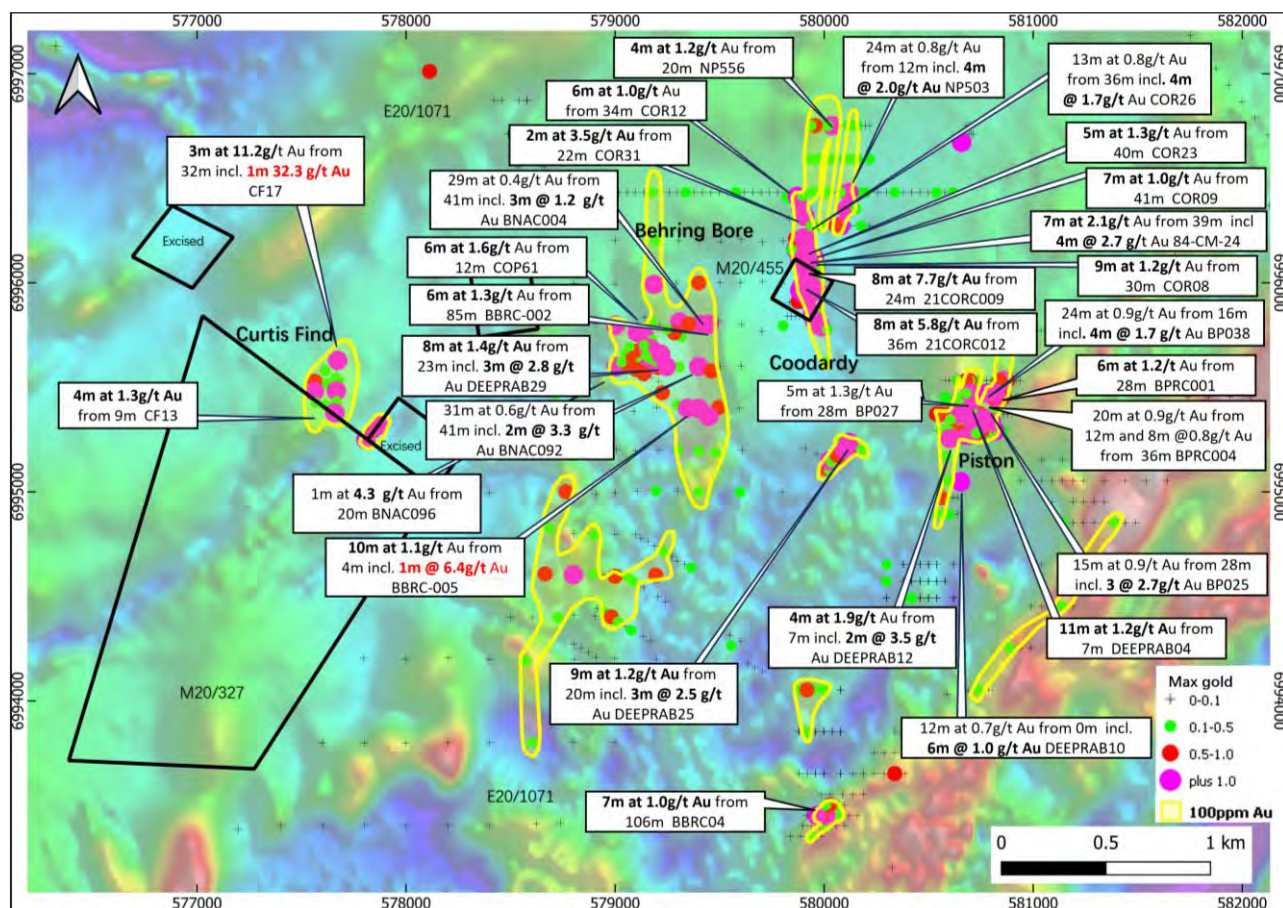 577000
578000
579000
580000
581000
582000
6997000
6996000
6995000
6994000
E20/1071
3m at 11.2g/t Au from
32m incl. 1m 32.3 g/t Au
CF17
4m at 1.2g/t Au from
20m NP556
6m at 1.0g/t Au
from 34m COR12
2m at 3.5g/t Au from
22m COR31
29m at 0.4g/t Au from
41m incl. 3m @ 1.2 g/t
Au BNAC004
6m at 1.6g/t Au from
12m COP61
6m at 1.3g/t Au from
85m BBRC-002
8m at 1.4g/t Au from
23m incl. 3m @ 2.8 g/t
Au DEEPRAB29
31m at 0.6g/t Au from
41m incl. 2m @ 3.3 g/t
Au BNAC092
24m at 0.8g/t Au
from 12m incl. 4m
@ 2.0g/t Au NP503
13m at 0.8g/t Au
from 36m incl. 4m
@ 1.7g/t Au COR26
5m at 1.3g/t Au from
40m COR23
7m at 1.0g/t Au from
41m COR09
7m at 2.1g/t Au from 39m incl
4m @ 2.7 g/t Au 84-CM-24
9m at 1.2g/t Au from
30m COR08
8m at 7.7g/t Au from
24m 21CORC009
8m at 5.8g/t Au from
36m 21CORC012
24m at 0.9g/t Au from 16m
incl. 4m @ 1.7 g/t Au BP038
6m at 1.2/t Au from
28m BPRC001
20m at 0.9g/t Au from
12m and 8m @0.8g/t Au
from 36m BPRC004
Excised
Behring Bore
M20/455
Curtis Find
Coodardy
4m at 1.3g/t Au
from 9m CF13
Excised
5m at 1.3g/t Au
from 28m BP027
Piston
1m at 4.3 g/t Au from
20m BNAC096
10m at 1.1g/t Au from
4m incl. 1m @ 6.4g/t Au
BBRC-005
15m at 0.9/t Au from 28m
incl. 3 @ 2.7g/t Au BP025
4m at 1.9g/t Au from
7m incl. 2m @ 3.5 g/t
Au DEEPRAB12
11m at 1.2g/t Au from
7m DEEPRAB04
9m at 1.2g/t Au from
20m incl. 3m @ 2.5 g/t
Au DEEPRAB25
M20/327
12m at 0.7g/t Au from 0m incl.
6m @ 1.0 g/t Au DEEPRAB10
E20/1071
7m at 1.0g/t Au from
106m BBRC04
Max gold
0-0.1
0.1-0.5
0.5-1.0
plus 1.0
100ppm Au
0 0.5 1 km
577000
578000
579000
580000
581000
582000
6997000
6996000
6995000
6994000